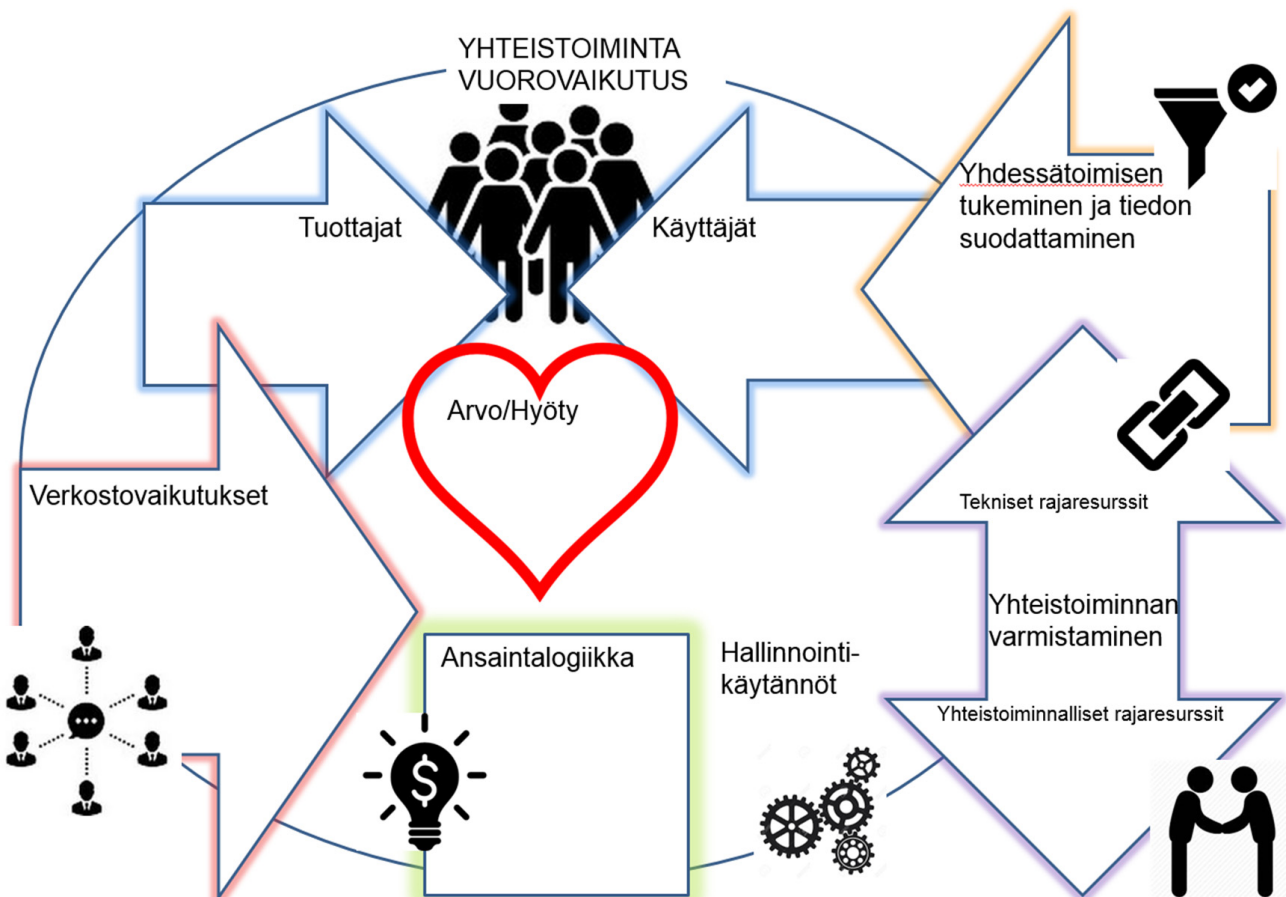 YHTEISTOIMINTA
VUOROVAIKUTUS
Tuottajat
Käyttäjät
Yhdessätoimisen
tukeminen ja tiedon
suodattaminen
Arvo/Hyöty
Verkostovaikutukset
Tekniset rajaresurssit
Yhteistoiminnan
varmistaminen
Ansaintalogiikka
Hallinnointi-
käytännöt
Yhteistoiminnalliset rajaresurssit
$